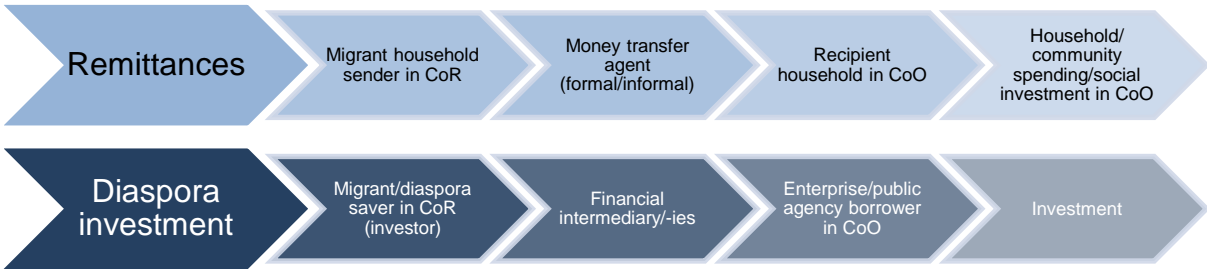 Remittances
Migrant household
sender in CoR
Money transfer
agent
(formal/informal)
Recipient
household in CoO
Household/
community
spending/social
investment in CoO
Diaspora
investment
Migrant/diaspora
saver in CoR
(investor)
Financial
intermediary/-ies
Enterprise/public
agency borrower
in CoO
Investment